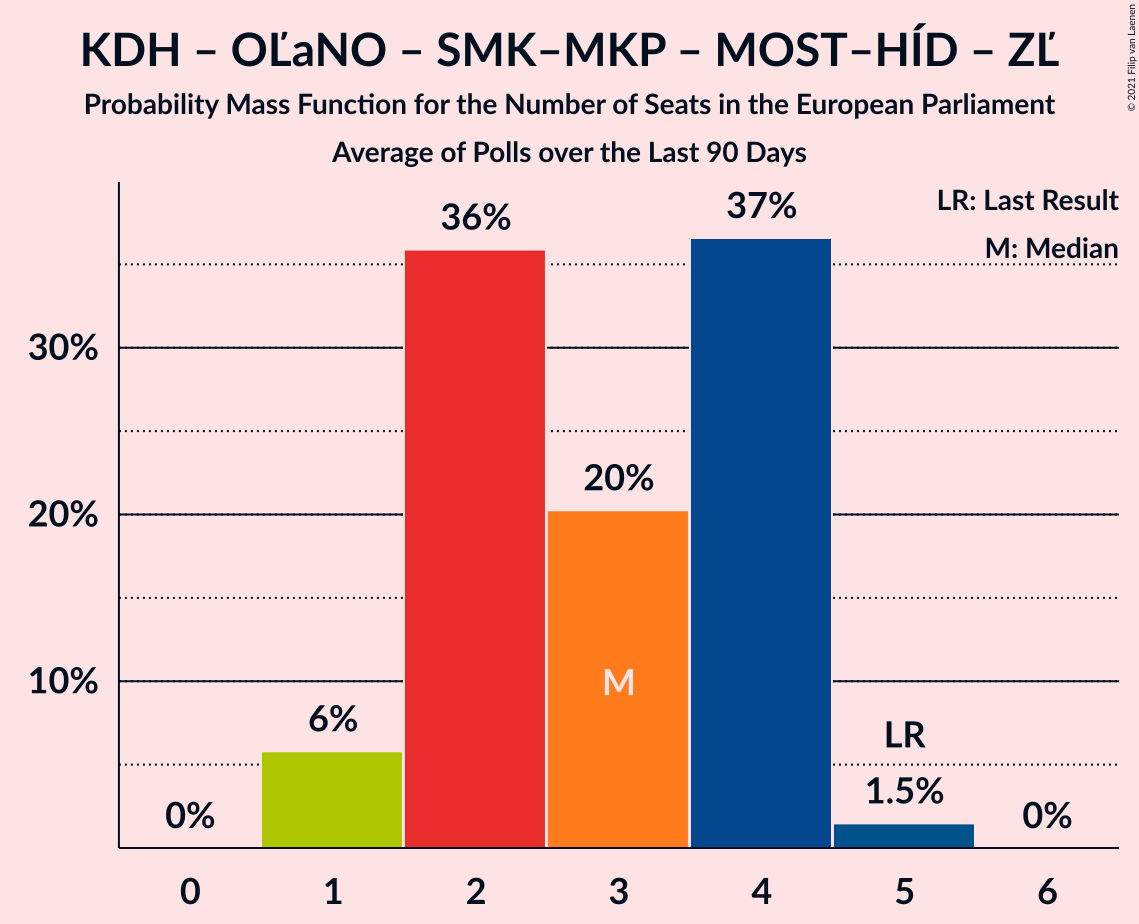 KDH – OĽaNO – SMK–MKP – MOST–HÍD – ZĽ
Probability Mass Function for the Number of Seats in the European Parliament
Average of Polls over the Last 90 Days
© 2021 Filip van Laenen
LR: Last Result
M: Median
37%
36%
30%
20%
20%
10%
M
6%
LR
1.5%
0%
0%
0 1 2 3 4 5 6